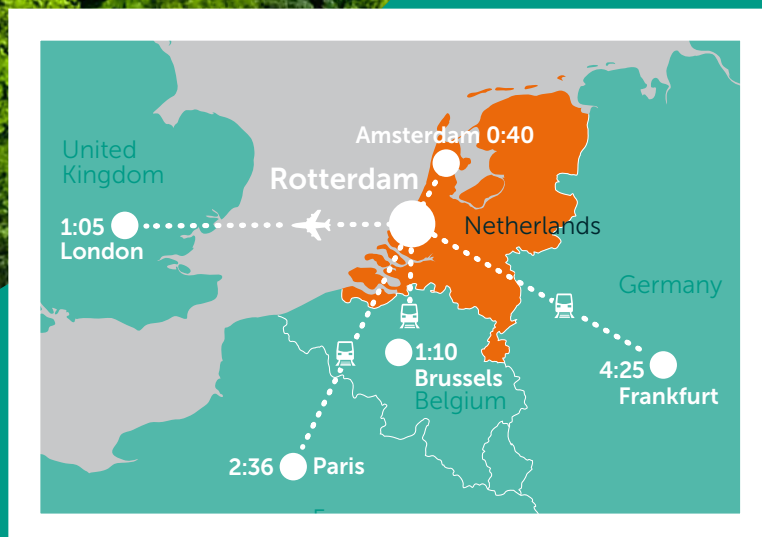 Amsterdam 0:40
United
Kingdom
Rotterdam
1:05
London
Netherlands
Germany
1:10
Brussels
Belgium
4:25
Frankfurt
2:36 Paris